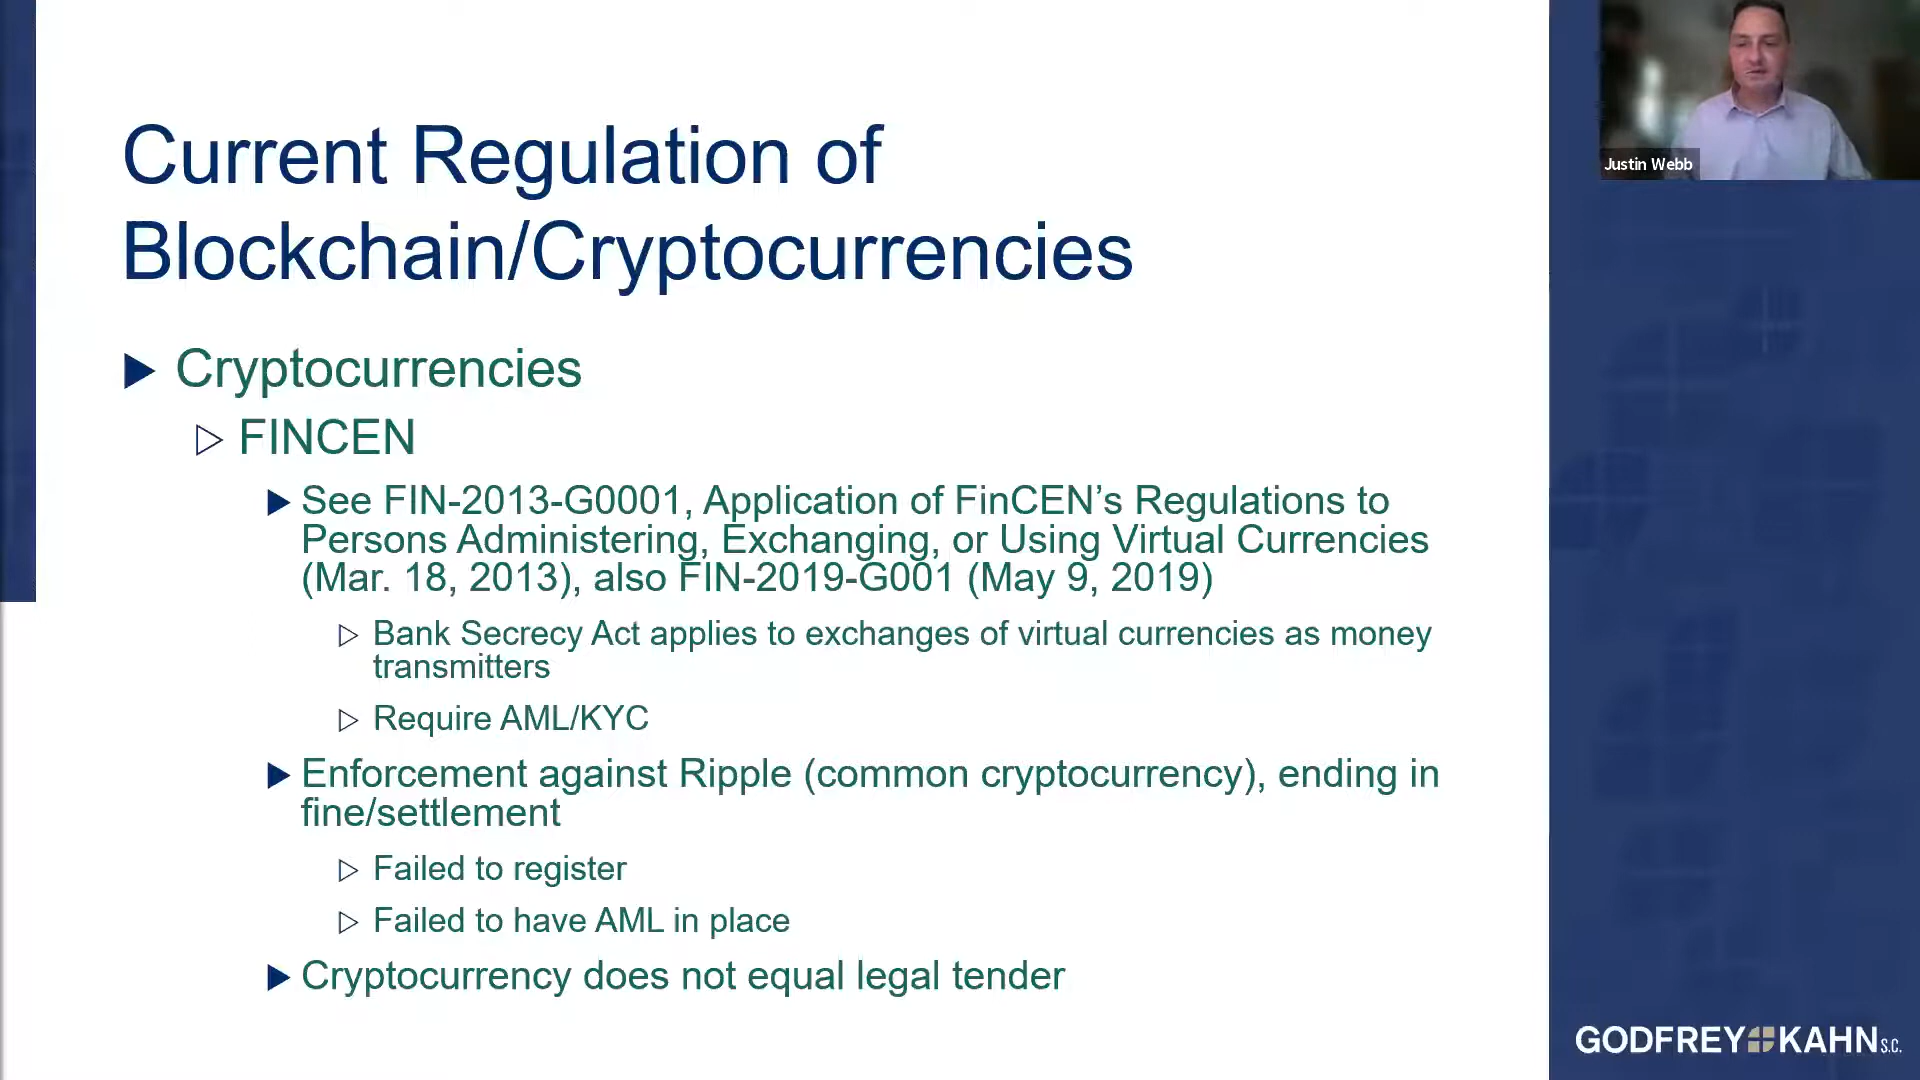 Current Regulation of
Blockchain/Cryptocurrencies
Cryptocurrencies
FINCEN
See FIN-2013-G0001, Application of FinCEN’s Regulations to
Persons Administering, Exchanging, or Using Virtual Currencies
(Mar. 18, 2013), also FIN-2019-G001 (May 9, 2019)
Bank Secrecy Act applies to exchanges of virtual currencies as money
transmitters
Require AML/KYC
Enforcement against Ripple (common cryptocurrency), ending in
fine/settlement
Failed to register
Failed to have AML in place
Cryptocurrency does not equal legal tender
Justin Webb
GODFREY KAHN S.C.